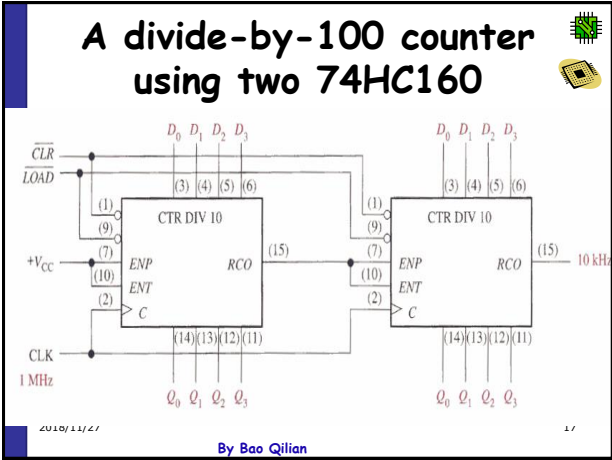 A divide-by-100 counter
using two 74HC160
D0 D1 D2 D3
D0 D1 D2 D3
CLR
LOAD
(3) (4) (5) (6)
(3) (4) (5) (6)
(1)
CTR DIV 10
(1)
CTR DIV 10
(9)
(9)
(7)
(15)
(7)
(15)
+VCC
ENP
RCO
ENP
RCO
10 kHz
(10)
ENT
(10)
ENT
(2)
C
(2)
C
(14) (13) (12) (11)
(14) (13) (12) (11)
CLK
1 MHz
Q0 Q1 Q2 Q3
Q0 Q1 Q2 Q3
2018/11/27
17
By Bao Qilian